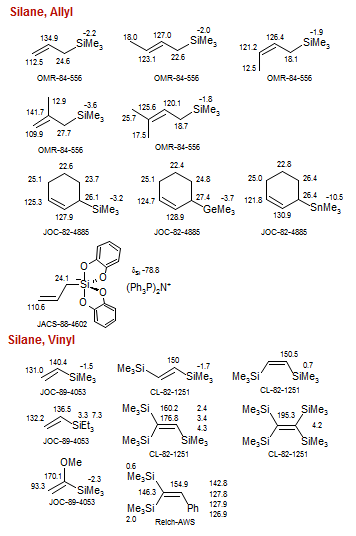 Silane, Allyl
134.9 -2.2
SiMe3
112.5 24.6
OMR-84-556
18.0 127.0 -2.0
SiMe3
123.1 22.6
OMR-84-556
126.4 -1.9
121.2 SiMe3
18.1
12.5
OMR-84-556
12.9 -3.6
141.7 SiMe3
109.9 27.7
OMR-84-556
125.6 120.1 -1.8
25.7 SiMe3
18.7
17.5
OMR-84-556
22.6
25.1 23.7
125.3 26.1 -3.2
SiMe3
127.9
JOC-82-4885
22.4
25.1 24.8
124.7 27.4 -3.7
GeMe3
128.9
JOC-82-4885
22.8
25.0 26.4
121.8 26.4 -10.5
SnMe3
130.9
JOC-82-4885
24.1 O O
Si
O O
110.6
δSi -78.8
(Ph3P)2N+
JACS-88-4602
Silane, Vinyl
140.4 -1.5
131.0 SiMe3
JOC-89-4053
150 -1.7
Me3Si SiMe3
CL-82-1251
150.5
0.7
Me3Si SiMe3
CL-82-1251
136.5 3.3 7.3
132.2 SiEt3
JOC-89-4053
Me3Si 160.2 2.4
176.8 3.4
4.3
Me3Si SiMe3
CL-82-1251
Me3Si SiMe3
195.3 4.2
Me3Si SiMe3
CL-82-1251
OMe
170.1 -2.3
93.3 SiMe3
JOC-89-4053
0.6
Me3Si 154.9
146.3
Me3Si Ph
2.0
142.8
127.8
127.9
126.9
Reich-AWS